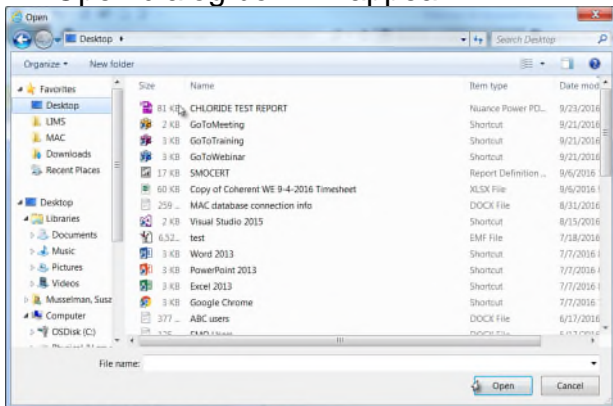 Open
Desktop
Search Desktop
Organize
New folder
Favorites
Desktop
LIMS
MAC
Downloads
Recent Places
Desktop
Libraries
Documents
Music
Pictures
Videos
Musselman, Susa
Computer
OSDisk (C:)
Size Name Item type Date mod
81 KB CHLORIDE TEST REPORT Nuance Power PD... 9/23/2016
2 KB GoToMeeting Shortcut 9/21/2016
3 KB GoToTraining Shortcut 9/21/2016
3 KB GoToWebinar Shortcut 9/21/2016
17 KB SMOCERT Report Definition ... 9/6/2016
60 KB Copy of Coherent WE 9-4-2016 Timesheet XLSX File 9/6/2016
259 ... MAC database connection info DOCX File 8/31/2016
2 KB Visual Studio 2015 Shortcut 8/15/2016
6,52... test EMF File 7/18/2016
3 KB Word 2013 Shortcut 7/7/2016
3 KB PowerPoint 2013 Shortcut 7/7/2016
3 KB Excel 2013 Shortcut 7/7/2016
3 KB Google Chrome Shortcut 7/7/2016
377 ... ABC users DOCX File 6/17/2016
File name:
Open Cancel